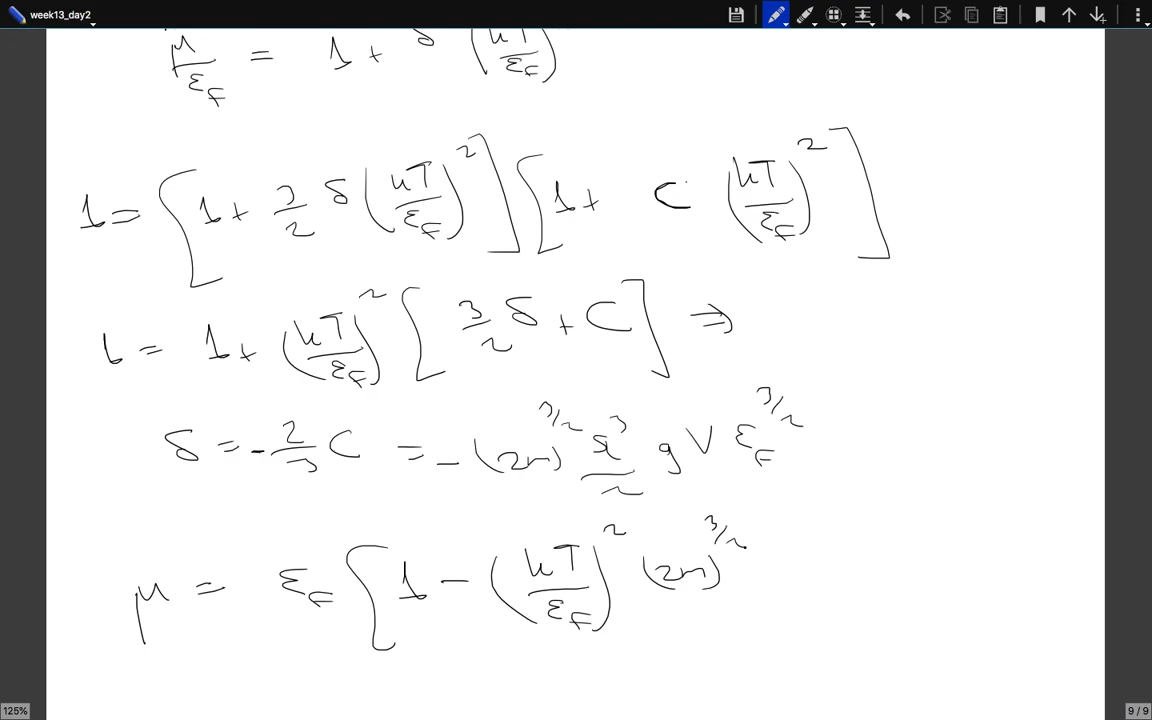 week13_day2
μ/ε_F = 1 + δ (kT/ε_F)
1 = [1 + 3/2 δ (kT/ε_F)^2] [1 + C (kT/ε_F)^2]
1 = 1 + (kT/ε_F)^2 [3/2 δ + C] ⇒
δ = -2/3 C = - (2m)^3/2 π^3/2 g V ε_F^3/2
μ = ε_F [1 - (kT/ε_F)^2 (2m)^3/2
125%
9 / 9